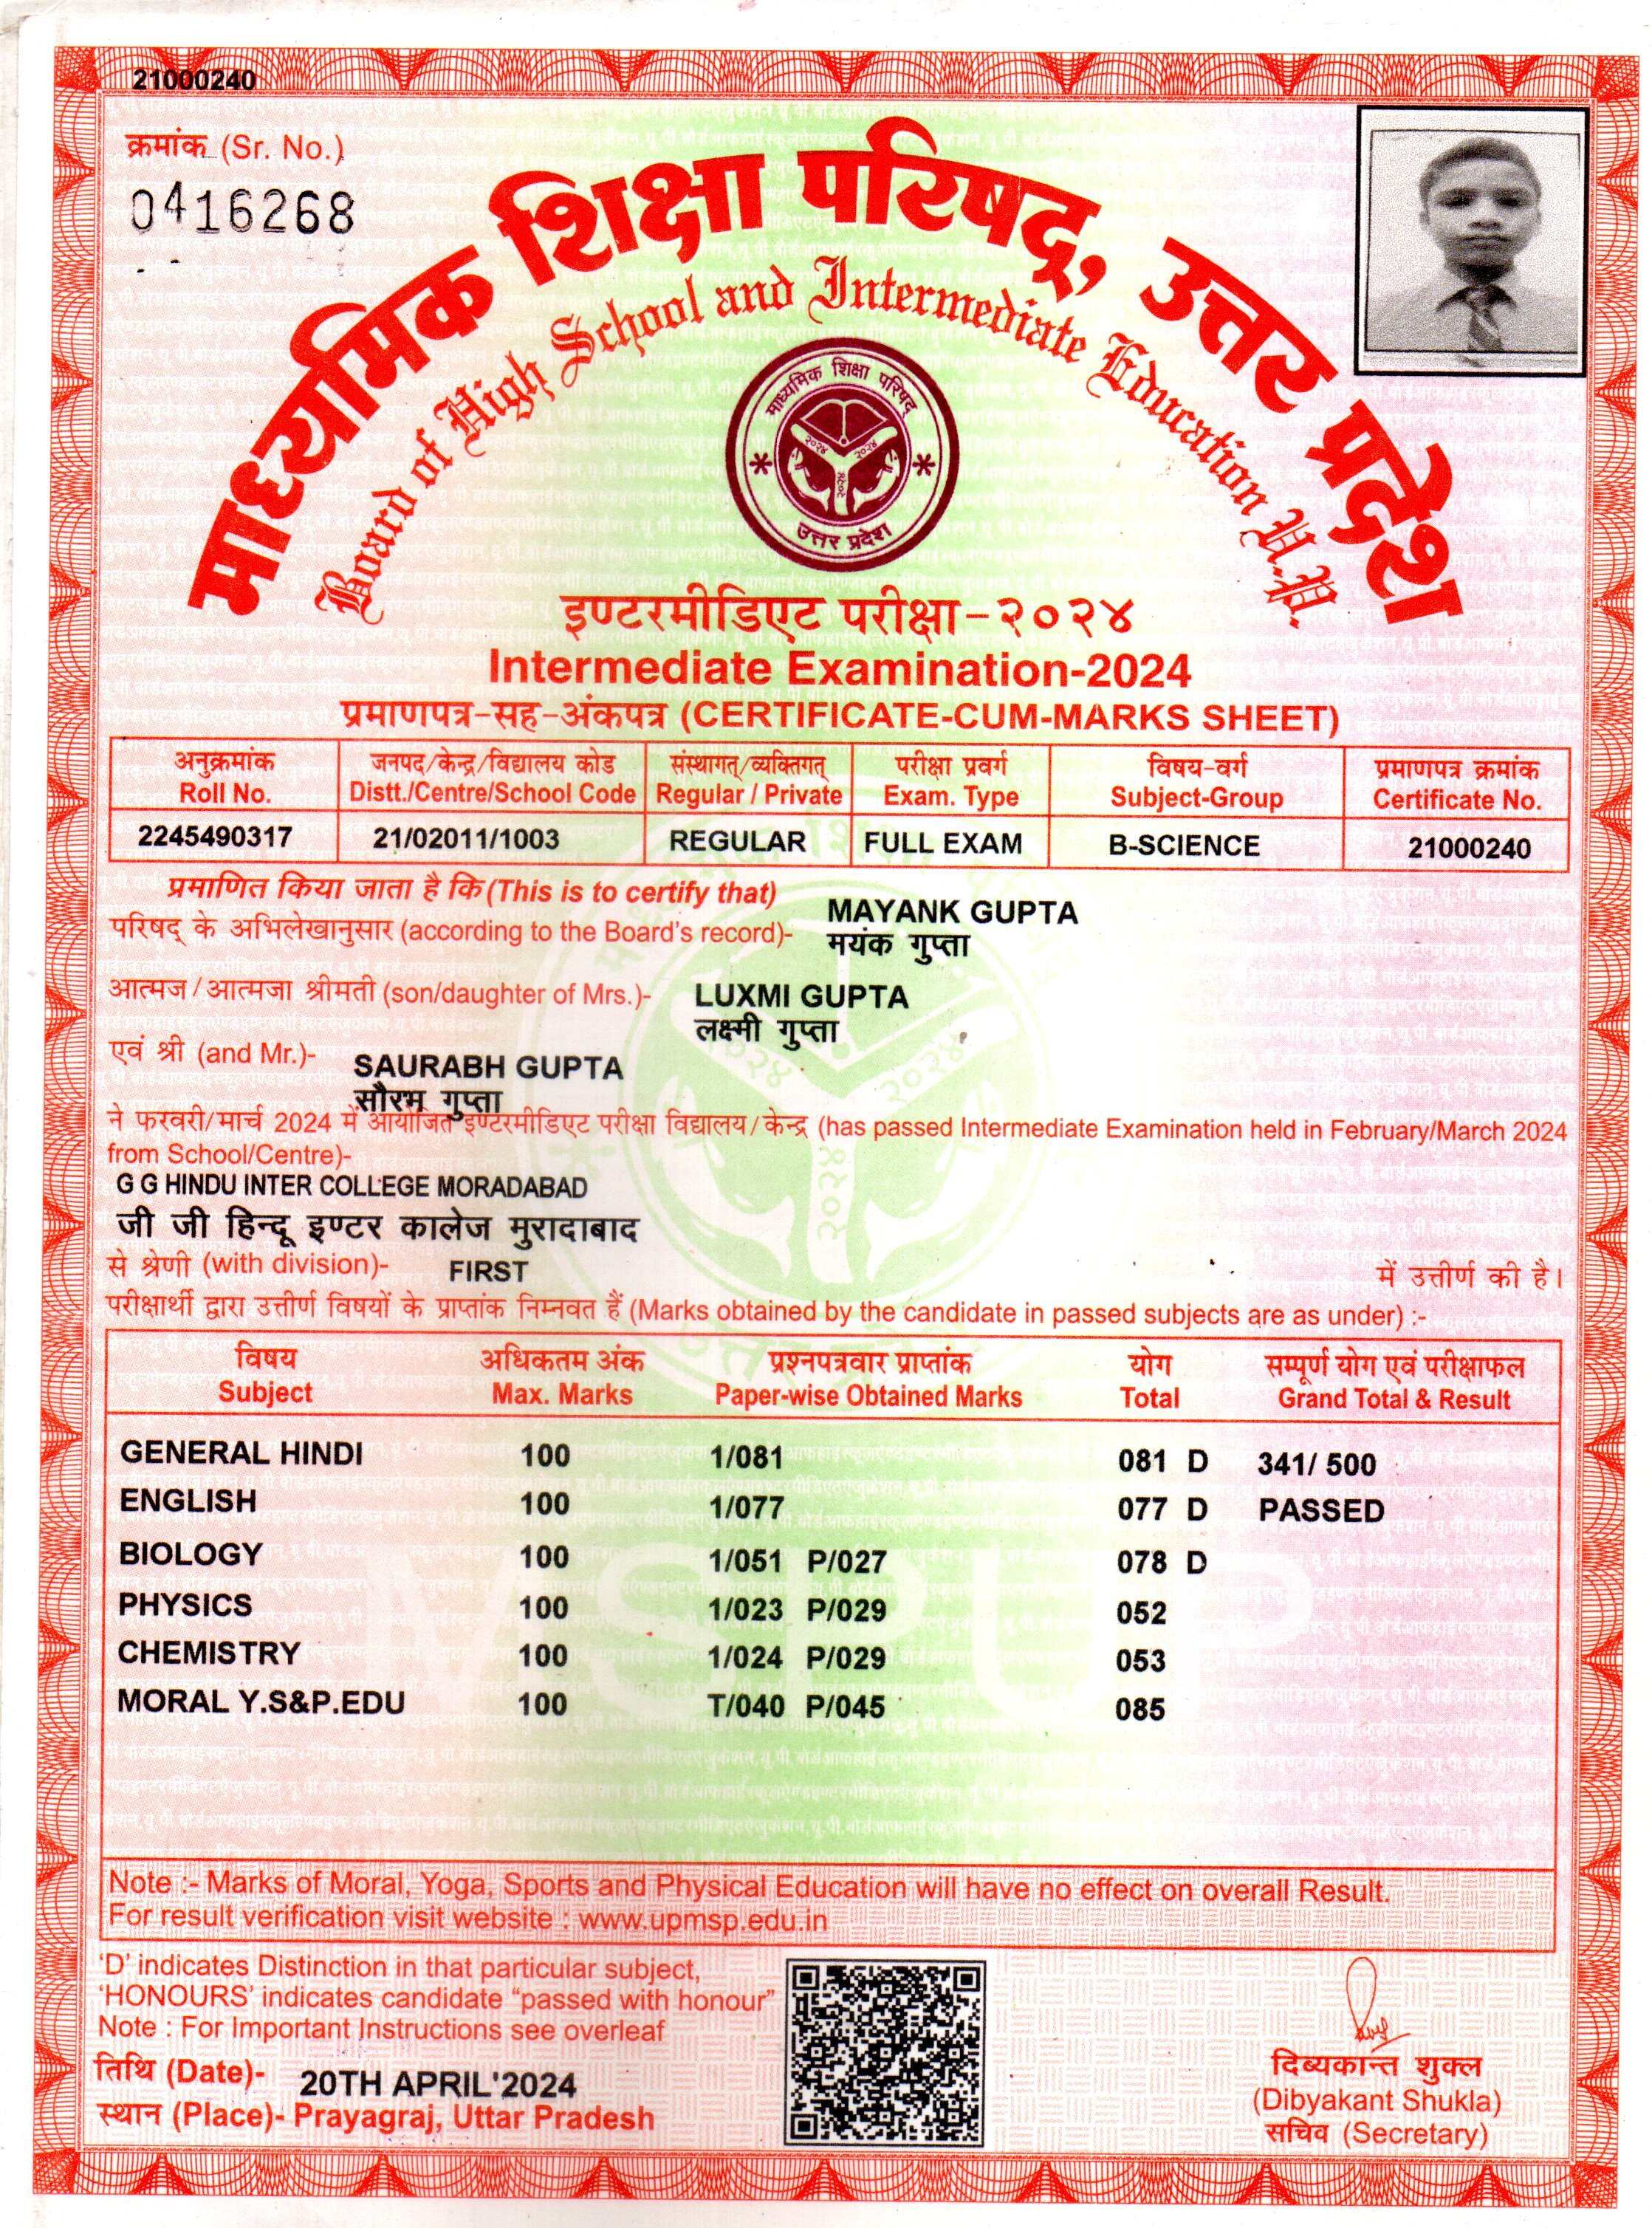 21000240
क्रमांक (Sr. No.)
0416268
माध्यमिक शिक्षा परिषद्, उत्तर प्रदेश
Board of High School and Intermediate Education U.P.
माध्यमिक शिक्षा परिषद्
२०२४ २०२४
२०२४
उत्तर प्रदेश
इण्टरमीडिएट परीक्षा-२०२४
Intermediate Examination-2024
प्रमाणपत्र-सह-अंकपत्र (CERTIFICATE-CUM-MARKS SHEET)
अनुक्रमांक जनपद/केन्द्र/विद्यालय कोड संस्थागत्/व्यक्तिगत् परीक्षा प्रवर्ग विषय-वर्ग प्रमाणपत्र क्रमांक
Roll No. Distt./Centre/School Code Regular / Private Exam. Type Subject-Group Certificate No.
2245490317 21/02011/1003 REGULAR FULL EXAM B-SCIENCE 21000240
प्रमाणित किया जाता है कि (This is to certify that)
परिषद् के अभिलेखानुसार (according to the Board's record)- MAYANK GUPTA
मयंक गुप्ता
आत्मज/आत्मजा श्रीमती (son/daughter of Mrs.)- LUXMI GUPTA
लक्ष्मी गुप्ता
एवं श्री (and Mr.)- SAURABH GUPTA
सौरभ गुप्ता
ने फरवरी/मार्च 2024 में आयोजित इण्टरमीडिएट परीक्षा विद्यालय/केन्द्र (has passed Intermediate Examination held in February/March 2024
from School/Centre)-
G G HINDU INTER COLLEGE MORADABAD
जी जी हिन्दू इण्टर कालेज मुरादाबाद
से श्रेणी (with division)- FIRST में उत्तीर्ण की है।
परीक्षार्थी द्वारा उत्तीर्ण विषयों के प्राप्तांक निम्नवत हैं (Marks obtained by the candidate in passed subjects are as under) :-
विषय अधिकतम अंक प्रश्नपत्रवार प्राप्तांक योग सम्पूर्ण योग एवं परीक्षाफल
Subject Max. Marks Paper-wise Obtained Marks Total Grand Total & Result
GENERAL HINDI 100 1/081 081 D 341/ 500
ENGLISH 100 1/077 077 D PASSED
BIOLOGY 100 1/051 P/027 078 D
PHYSICS 100 1/023 P/029 052
CHEMISTRY 100 1/024 P/029 053
MORAL Y.S&P.EDU 100 T/040 P/045 085
Note :- Marks of Moral, Yoga, Sports and Physical Education will have no effect on overall Result.
For result verification visit website : www.upmsp.edu.in
'D' indicates Distinction in that particular subject,
'HONOURS' indicates candidate "passed with honour"
Note : For Important Instructions see overleaf
तिथि (Date)- 20TH APRIL'2024
स्थान (Place)- Prayagraj, Uttar Pradesh
दिब्यकान्त शुक्ल
(Dibyakant Shukla)
सचिव (Secretary)